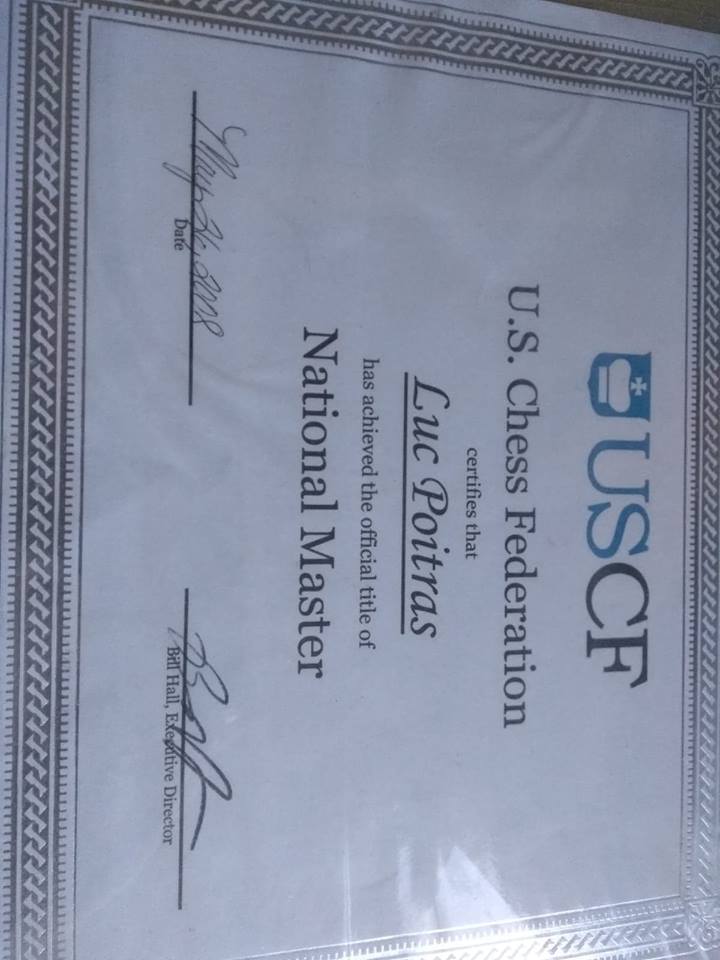 USCF
U.S. Chess Federation
certifies that
Luc Poitras
has achieved the official title of
National Master
May 26, 2008
Date
Bill Hall, Executive Director